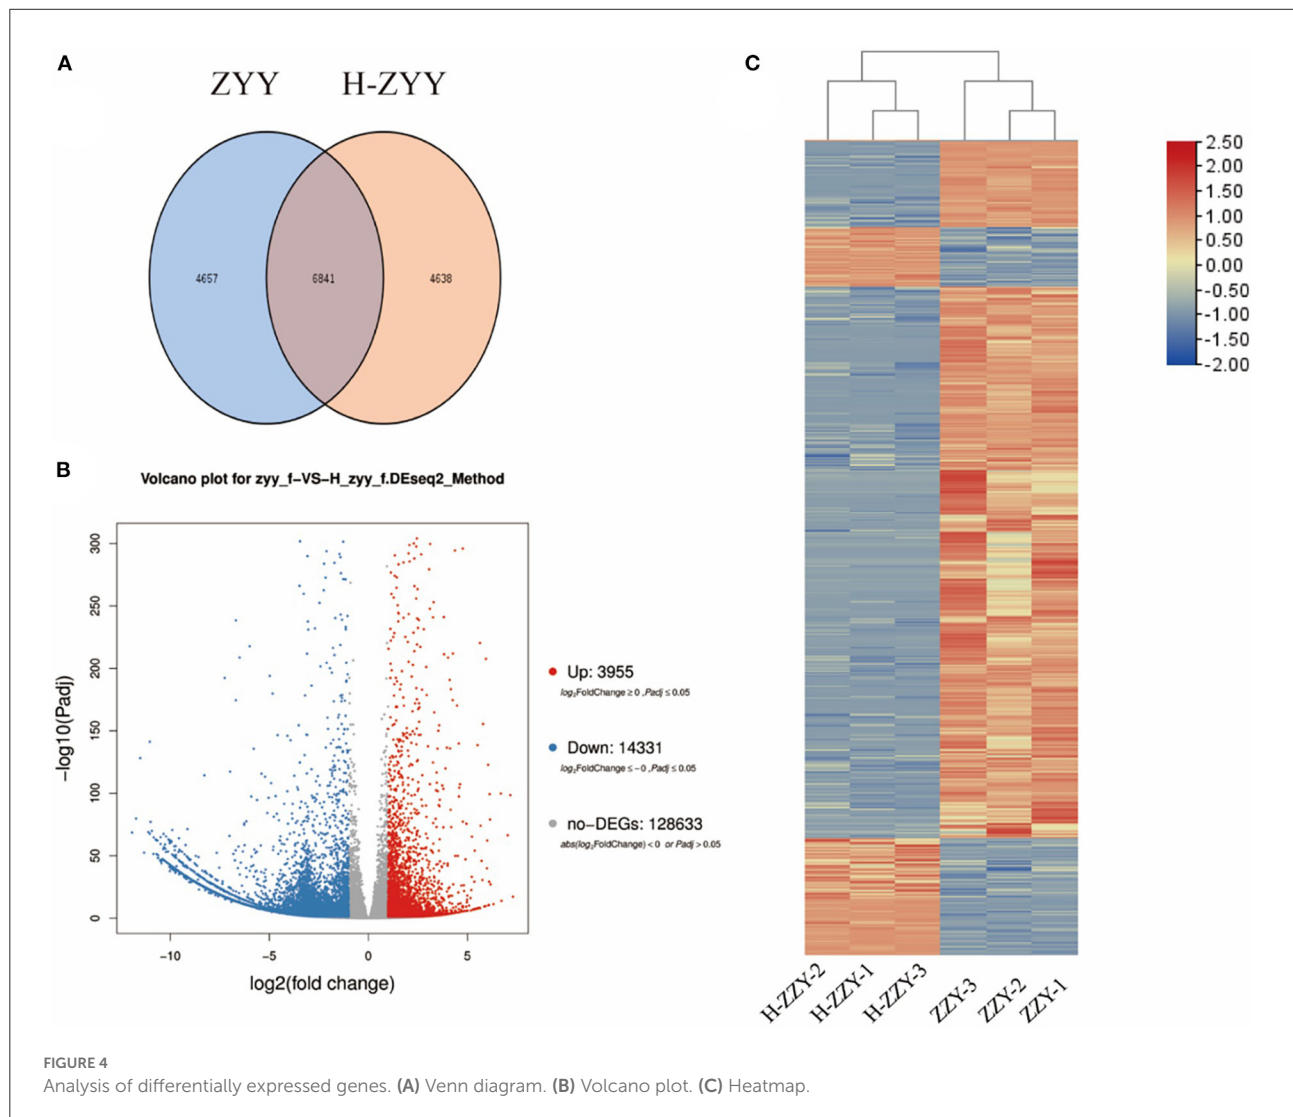 A
ZYY H-ZYY
4657 6841 4638
B
Volcano plot for zyy_f−VS−H_zyy_f.DEseq2_Method
300
250
200
150
100
50
0
−log10(Padj)
−10 −5 0 5
log2(fold change)
Up: 3955
log₂FoldChange ≥ 0 ,Padj ≤ 0.05
Down: 14331
log₂FoldChange ≤ −0 ,Padj ≤ 0.05
no−DEGs: 128633
abs(log₂FoldChange) < 0 or Padj > 0.05
C
2.50
2.00
1.50
1.00
0.50
0.00
-0.50
-1.00
-1.50
-2.00
H-ZZY-2 H-ZZY-1 H-ZZY-3 ZZY-3 ZZY-2 ZZY-1
FIGURE 4
Analysis of differentially expressed genes. (A) Venn diagram. (B) Volcano plot. (C) Heatmap.